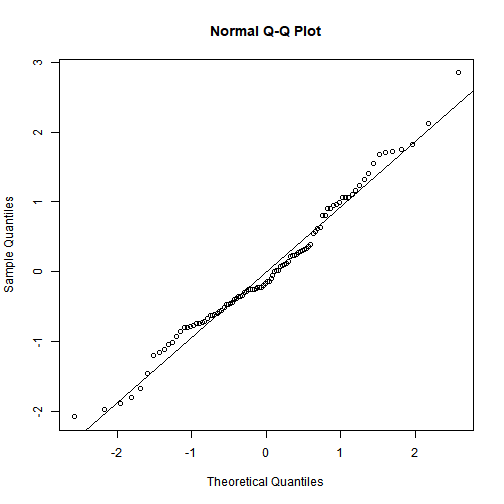 Normal Q-Q Plot
3
2
1
0
-1
-2
Sample Quantiles
-2 -1 0 1 2
Theoretical Quantiles